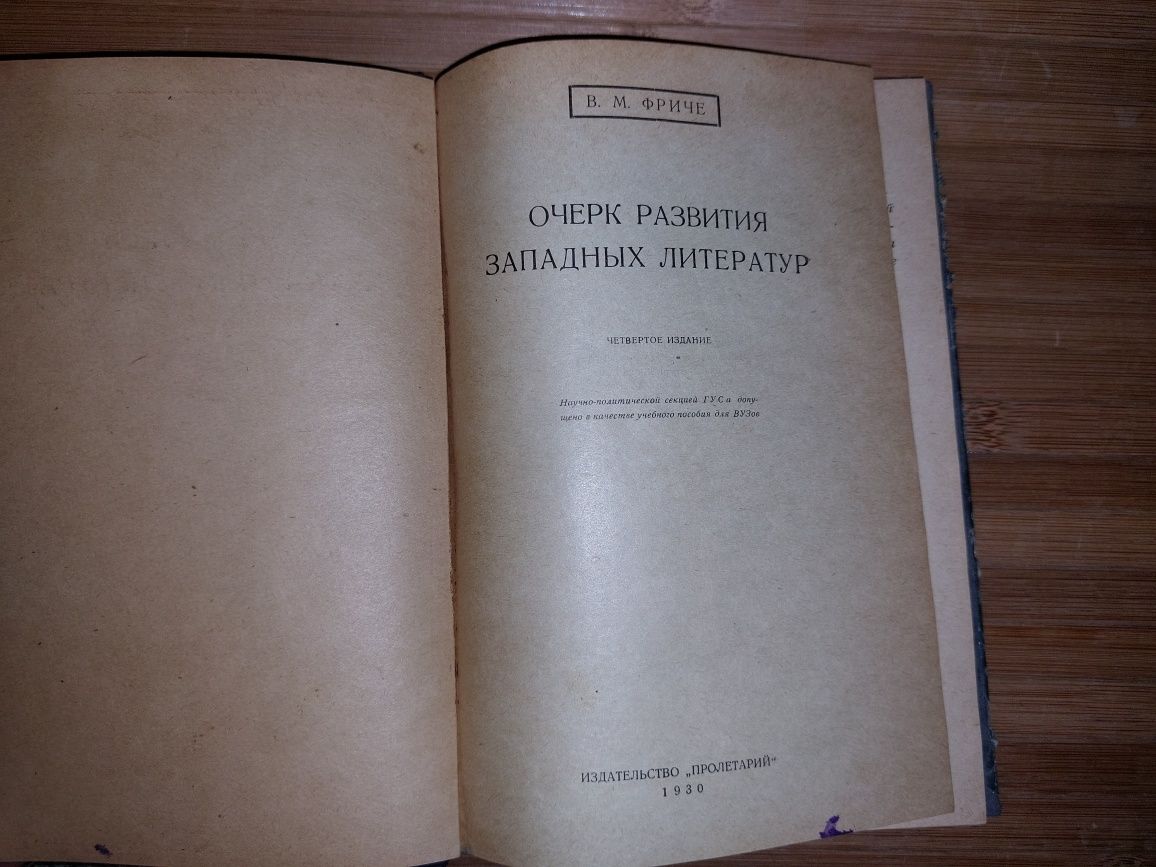 В. М. ФРИЧЕ
ОЧЕРК РАЗВИТИЯ
ЗАПАДНЫХ ЛИТЕРАТУР
ЧЕТВЕРТОЕ ИЗДАНИЕ
Научно-политической секцией ГУСа допу-
щено в качестве учебного пособия для ВУЗов
ИЗДАТЕЛЬСТВО „ПРОЛЕТАРИЙ“
1930